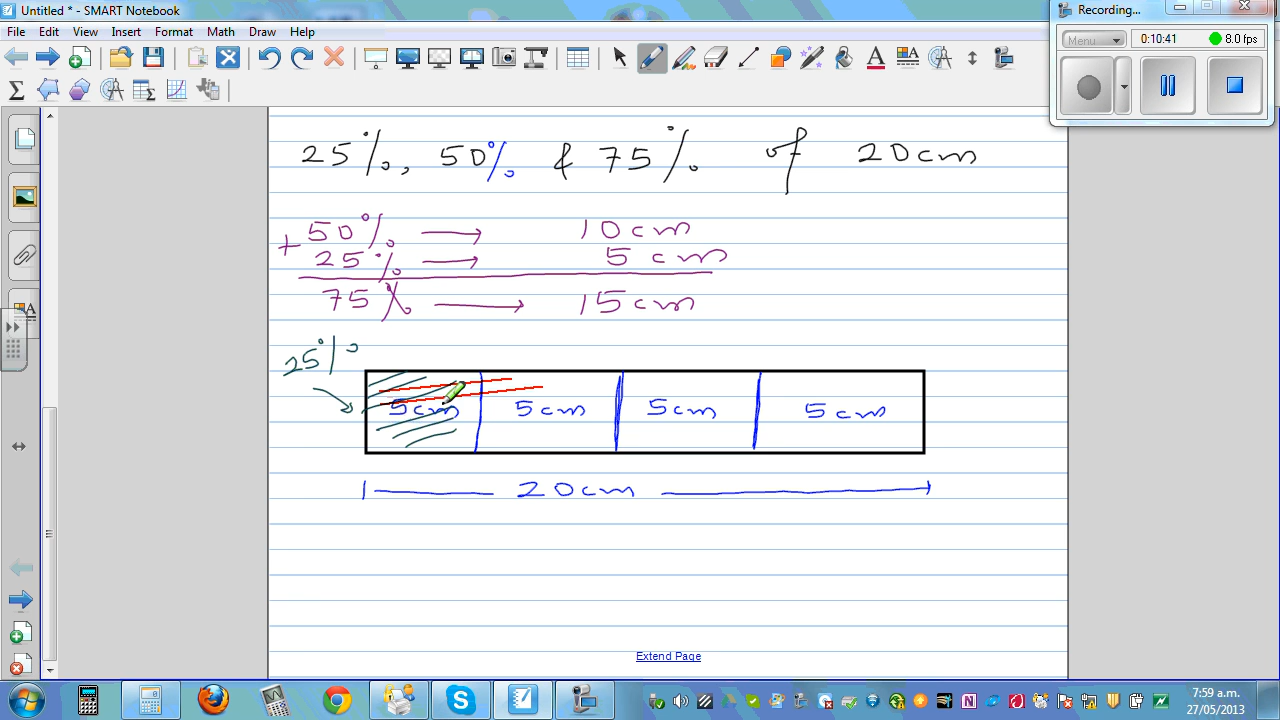 Untitled * - SMART Notebook
Recording...
File Edit View Insert Format Math Draw Help
Menu
0:10:41
8.0 fps
25%, 50% & 75% of 20cm
+50% → 10cm
25% → 5cm
75% → 15cm
25%
5cm 5cm 5cm 5cm
20cm
Extend Page
7:59 a.m.
27/05/2013